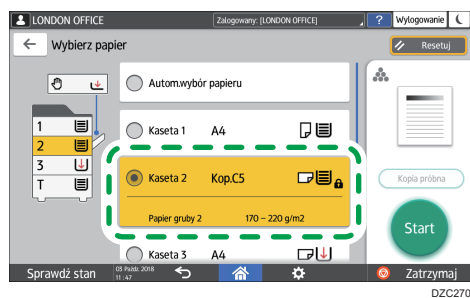 LONDON OFFICE
Zalogowany: [LONDON OFFICE]
?
Wylogowanie
Wybierz papier
Resetuj
Autom.wybór papieru
1
2
3
T
Kaseta 1 A4
Kaseta 2 Kop.C5
Papier gruby 2 170 – 220 g/m2
Kaseta 3 A4
Kopia próbna
Start
Sprawdź stan
03 Paźdz. 2018
11 : 47
Zatrzymaj
DZC270